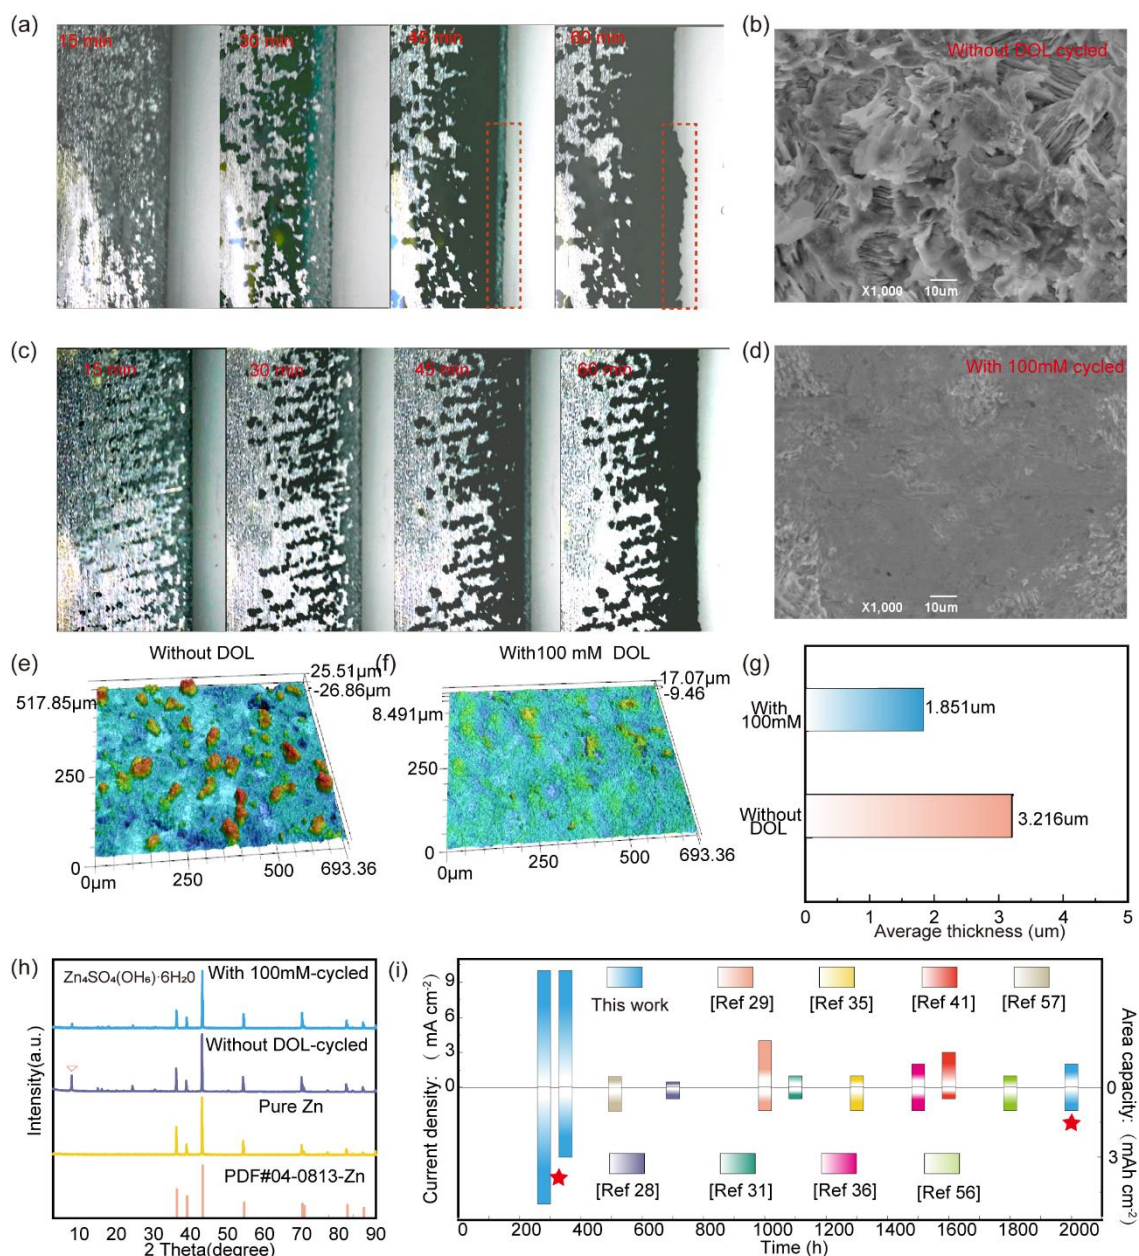 (a)
15 min
30 min
45 min
60 min
(b)
Without DOL cycled
X1,000
10um
(c)
15 min
30 min
45 min
60 min
(d)
With 100mM cycled
X1,000
10um
(e)
Without DOL
25.51μm
-26.86μm
517.85μm
250
0
0μm
250
500
693.36
(f)
With100 mM DOL
17.07μm
-9.46
8.491μm
250
0
0μm
250
500
693.36
(g)
With
100mM
1.851um
Without
DOL
3.216um
0 1 2 3 4 5
Average thickness (um)
(h)
Zn₄SO₄(OH₆)·6H₂0
With 100mM-cycled
Without DOL-cycled
Pure Zn
PDF#04-0813-Zn
Intensity(a.u.)
10 20 30 40 50 60 70 80 90
2 Theta(degree)
(i)
9
6
3
0
Current density: ( mA cm⁻²)
This work
[Ref 29]
[Ref 35]
[Ref 41]
[Ref 57]
[Ref 28]
[Ref 31]
[Ref 36]
[Ref 56]
0
3
Area capacity: ( mAh cm⁻²)
0 200 400 600 800 1000 1200 1400 1600 1800 2000
Time (h)